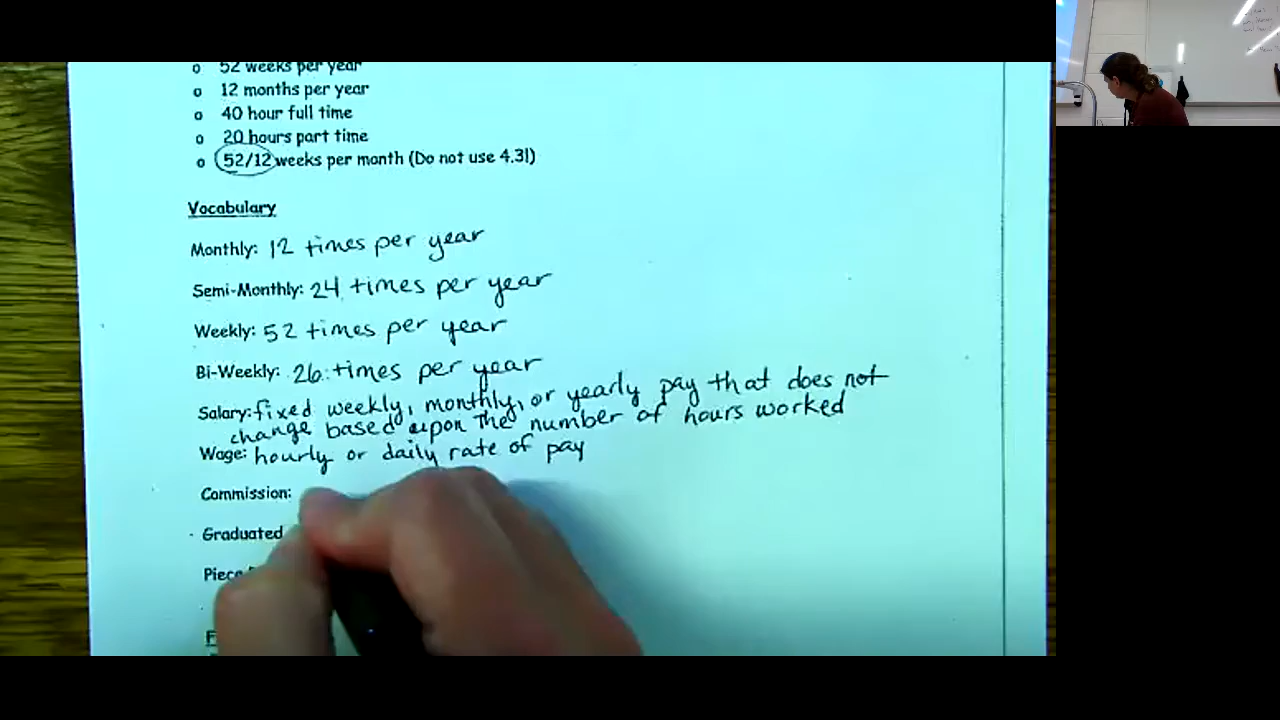 o 52 weeks per year
o 12 months per year
o 40 hour full time
o 20 hours part time
o 52/12 weeks per month (Do not use 4.3!)
Vocabulary
Monthly: 12 times per year
Semi-Monthly: 24 times per year
Weekly: 52 times per year
Bi-Weekly: 26 times per year
Salary: fixed weekly, monthly, or yearly pay that does not
change based upon the number of hours worked
Wage: hourly or daily rate of pay
Commission:
Graduated